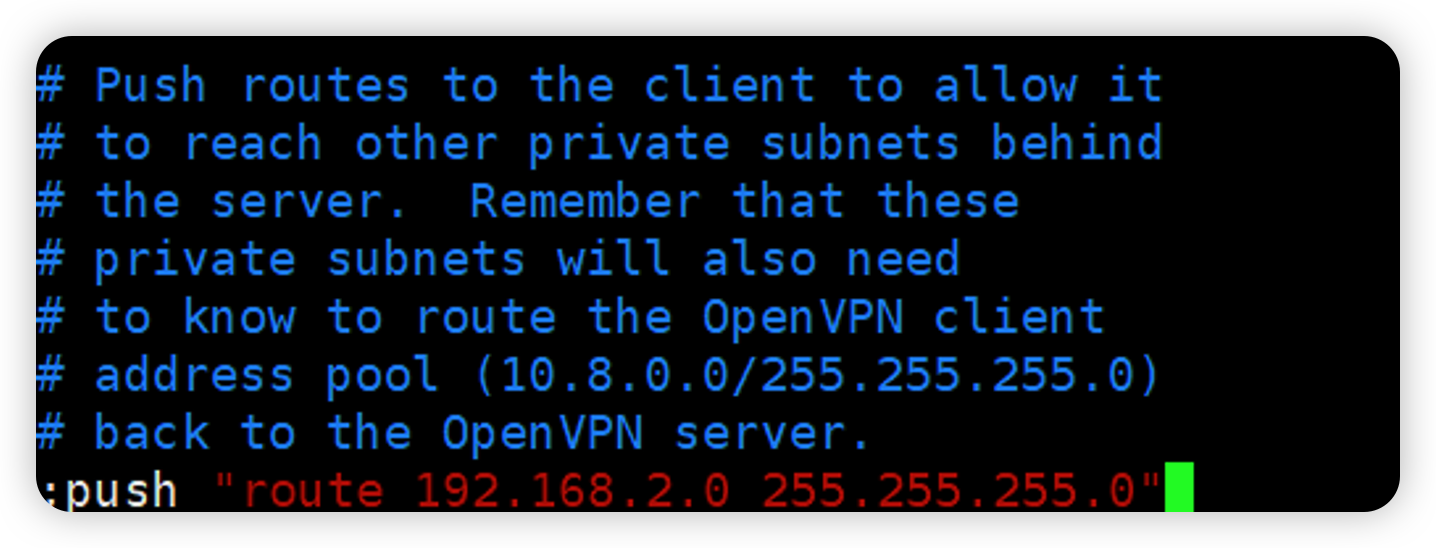 # Push routes to the client to allow it
# to reach other private subnets behind
# the server.  Remember that these
# private subnets will also need
# to know to route the OpenVPN client
# address pool (10.8.0.0/255.255.255.0)
# back to the OpenVPN server.
:push "route 192.168.2.0 255.255.255.0"